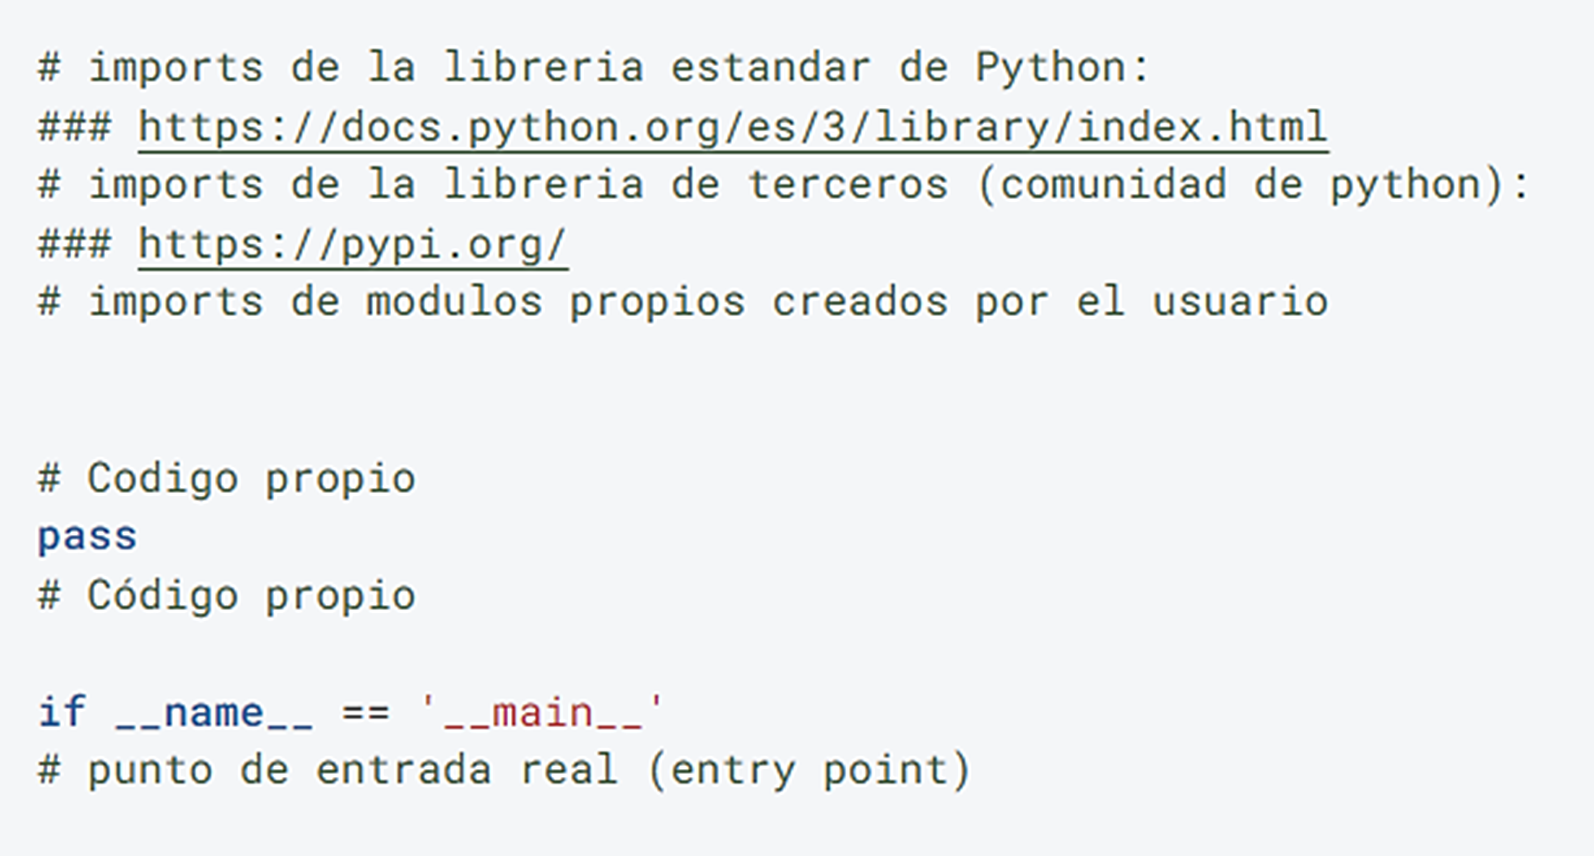 # imports de la libreria estandar de Python:
### https://docs.python.org/es/3/library/index.html
# imports de la libreria de terceros (comunidad de python):
### https://pypi.org/
# imports de modulos propios creados por el usuario
# Codigo propio
pass
# Código propio
if __name__ == '__main__'
# punto de entrada real (entry point)